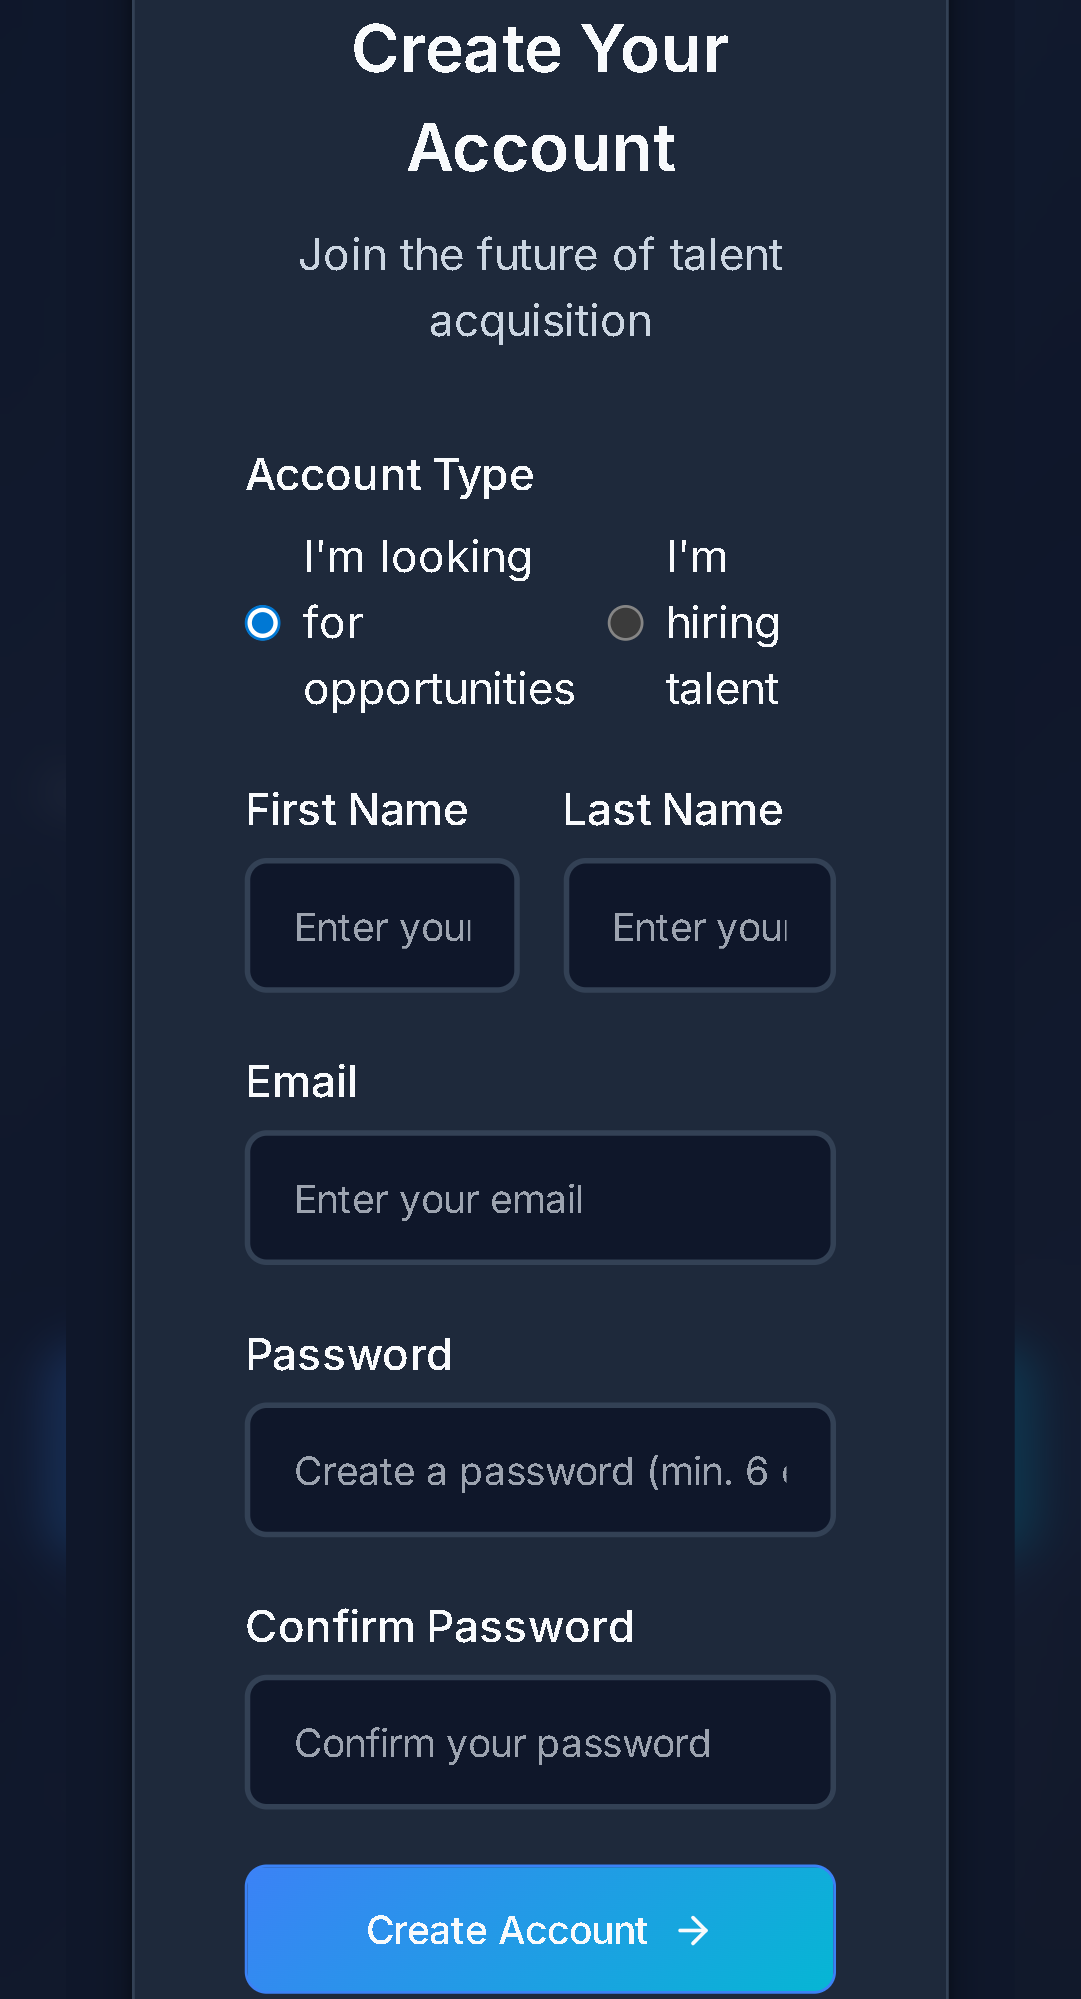 Create Your
Account
Join the future of talent
acquisition
Account Type
I'm looking
for
opportunities
I'm
hiring
talent
First Name
Last Name
Enter your
Enter your
Email
Enter your email
Password
Create a password (min. 6
Confirm Password
Confirm your password
Create Account